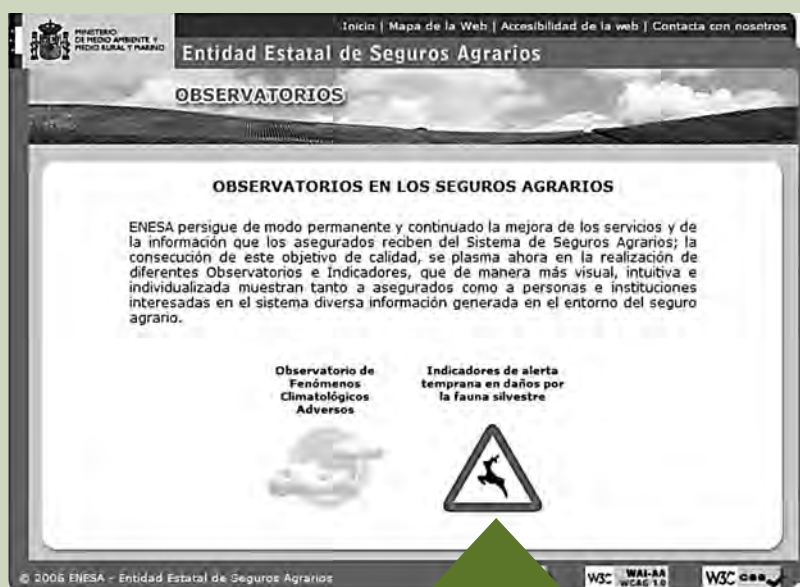 MINISTERIO
DE MEDIO AMBIENTE Y
MEDIO RURAL Y MARINO
Inicio | Mapa de la Web | Accesibilidad de la web | Contacta con nosotros
Entidad Estatal de Seguros Agrarios
OBSERVATORIOS
OBSERVATORIOS EN LOS SEGUROS AGRARIOS
ENESA persigue de modo permanente y continuado la mejora de los servicios y de
la información que los asegurados reciben del Sistema de Seguros Agrarios; la
consecución de este objetivo de calidad, se plasma ahora en la realización de
diferentes Observatorios e Indicadores, que de manera más visual, intuitiva e
individualizada muestran tanto a asegurados como a personas e instituciones
interesadas en el sistema diversa información generada en el entorno del seguro
agrario.
Observatorio de
Fenómenos
Climatológicos
Adversos
Indicadores de alerta
temprana en daños por
la fauna silvestre
© 2006 ENESA - Entidad Estatal de Seguros Agrarios
W3C WAI-AA
WCAG 1.0
W3C css